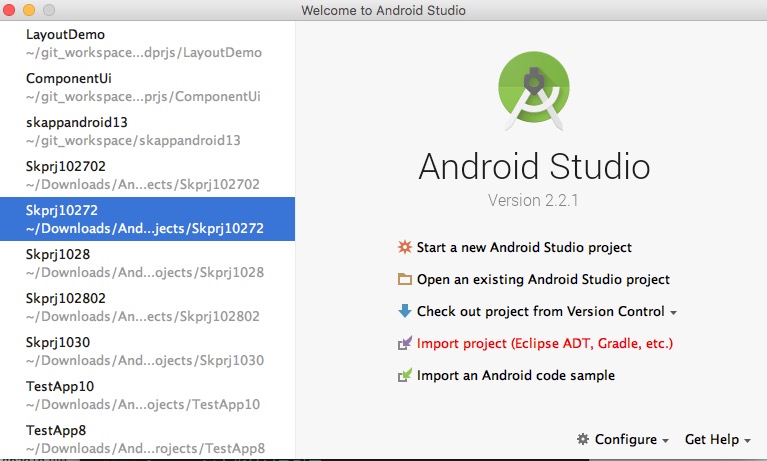 Welcome to Android Studio
LayoutDemo
~/git_workspace...dprjs/LayoutDemo
ComponentUi
~/git_workspace...prjs/ComponentUi
skappandroid13
~/git_workspace/skappandroid13
Skprj102702
~/Downloads/An...ects/Skprj102702
Skprj10272
~/Downloads/And...jects/Skprj10272
Skprj1028
~/Downloads/And...ojects/Skprj1028
Skprj102802
~/Downloads/An...ects/Skprj102802
Skprj1030
~/Downloads/And...ojects/Skprj1030
TestApp10
~/Downloads/An...ojects/TestApp10
TestApp8
~/Downloads/And...rojects/TestApp8
Android Studio
Version 2.2.1
Start a new Android Studio project
Open an existing Android Studio project
Check out project from Version Control
Import project (Eclipse ADT, Gradle, etc.)
Import an Android code sample
Configure Get Help